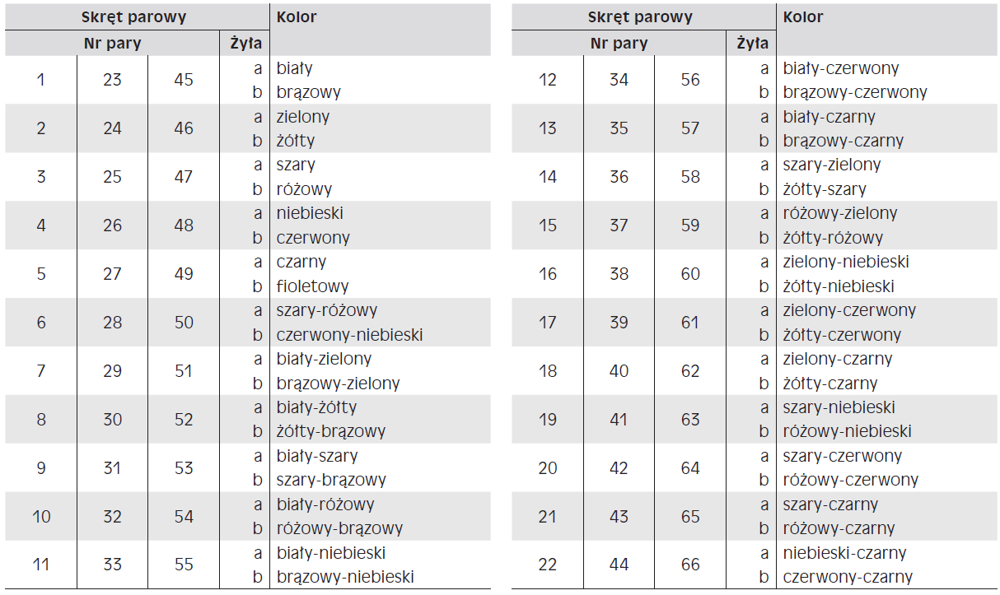 Skręt parowy Kolor
Nr pary Żyła
1 23 45 a biały
b brązowy
2 24 46 a zielony
b żółty
3 25 47 a szary
b różowy
4 26 48 a niebieski
b czerwony
5 27 49 a czarny
b fioletowy
6 28 50 a szary-różowy
b czerwony-niebieski
7 29 51 a biały-zielony
b brązowy-zielony
8 30 52 a biały-żółty
b żółty-brązowy
9 31 53 a biały-szary
b szary-brązowy
10 32 54 a biały-różowy
b różowy-brązowy
11 33 55 a biały-niebieski
b brązowy-niebieski
Skręt parowy Kolor
Nr pary Żyła
12 34 56 a biały-czerwony
b brązowy-czerwony
13 35 57 a biały-czarny
b brązowy-czarny
14 36 58 a szary-zielony
b żółty-szary
15 37 59 a różowy-zielony
b żółty-różowy
16 38 60 a zielony-niebieski
b żółty-niebieski
17 39 61 a zielony-czerwony
b żółty-czerwony
18 40 62 a zielony-czarny
b żółty-czarny
19 41 63 a szary-niebieski
b różowy-niebieski
20 42 64 a szary-czerwony
b różowy-czerwony
21 43 65 a szary-czarny
b różowy-czarny
22 44 66 a niebieski-czarny
b czerwony-czarny